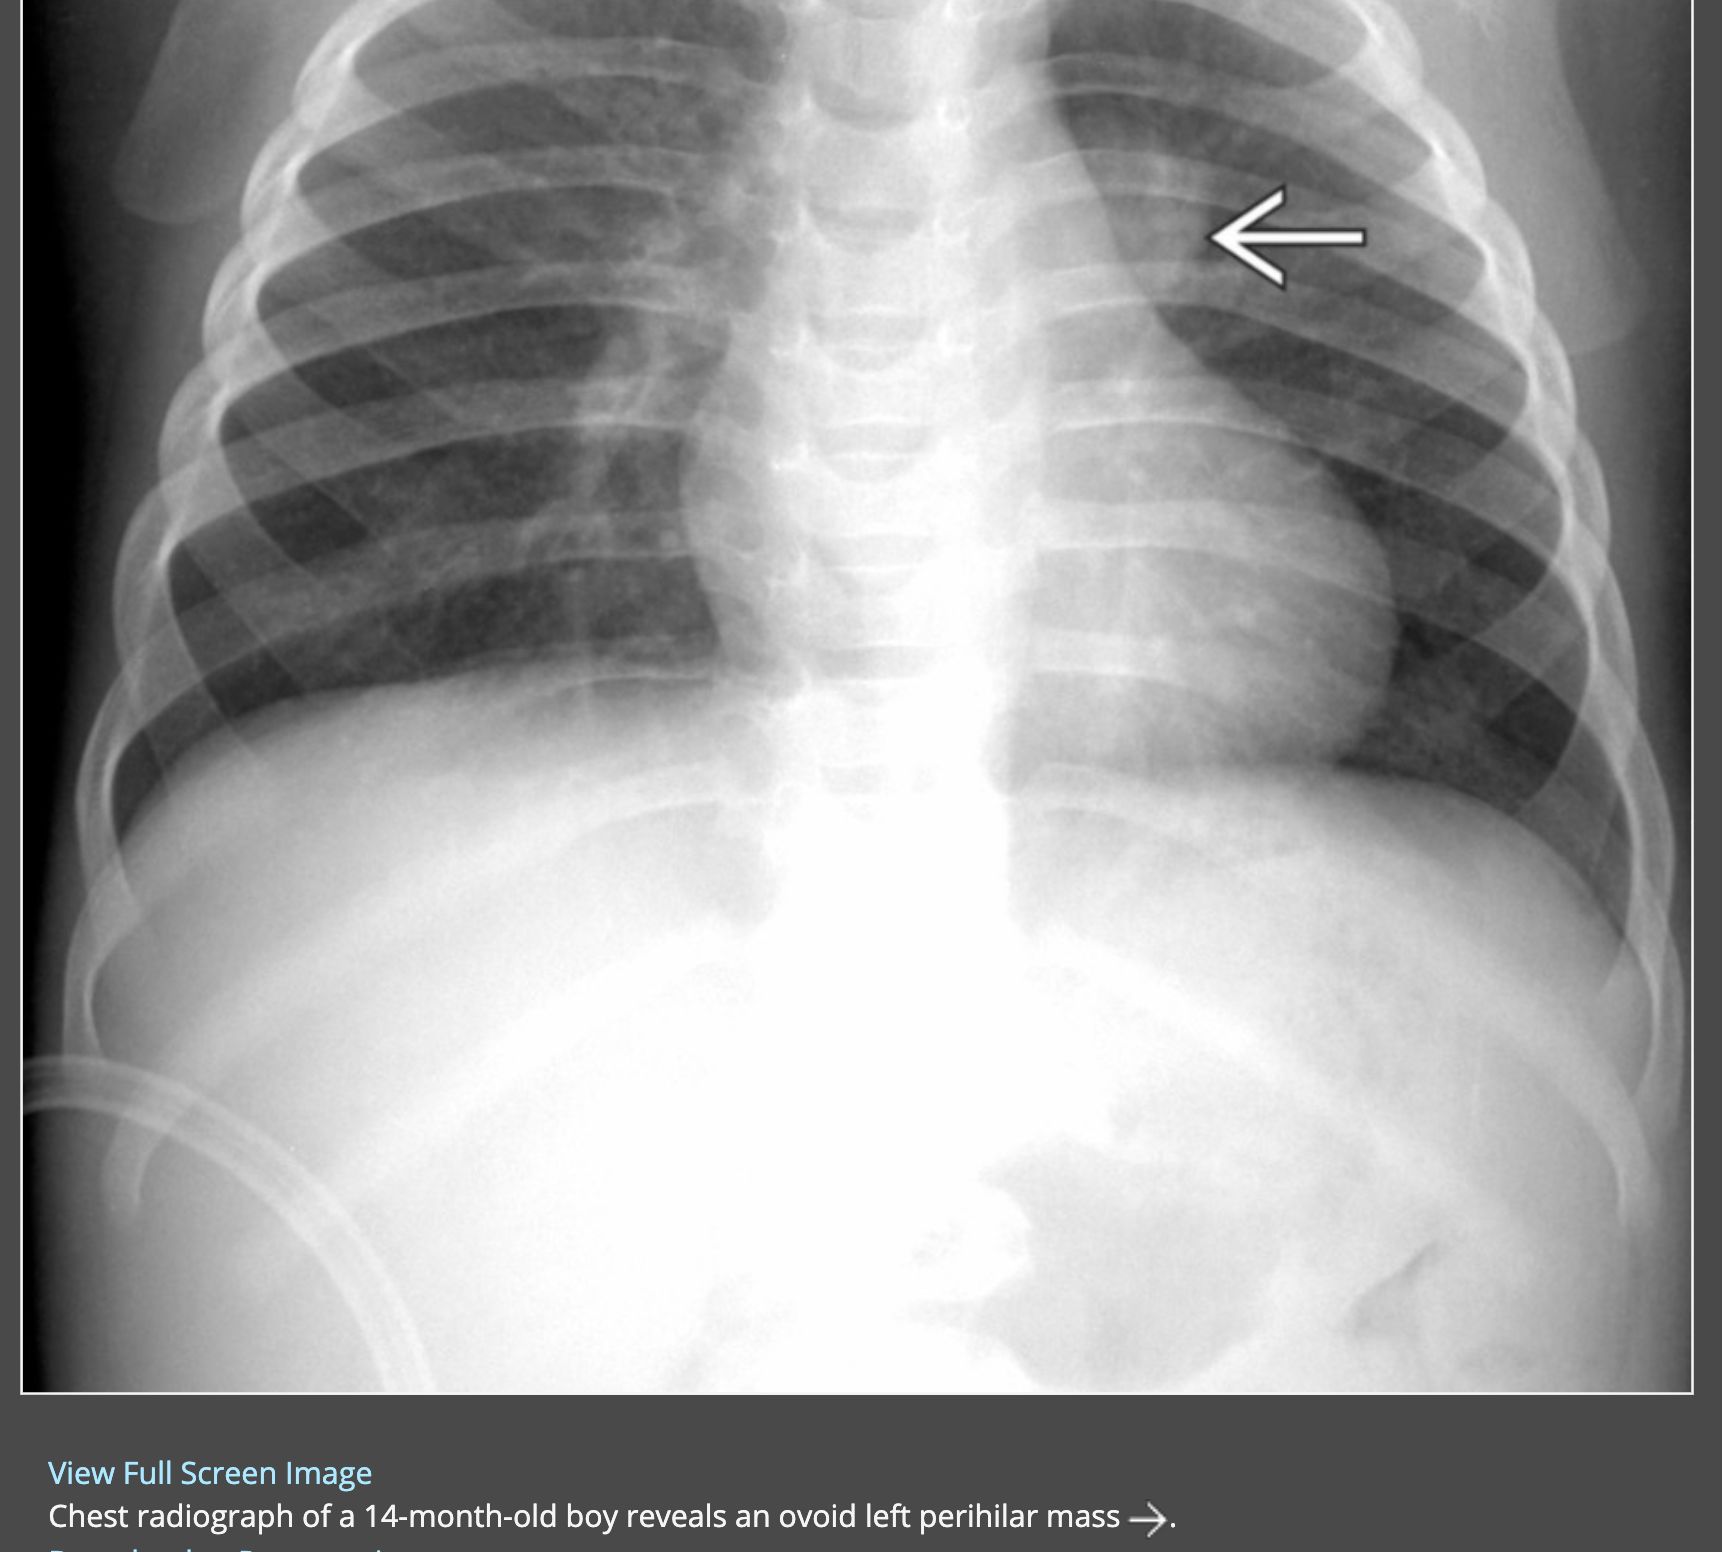 View Full Screen Image
Chest radiograph of a 14-month-old boy reveals an ovoid left perihilar mass →.